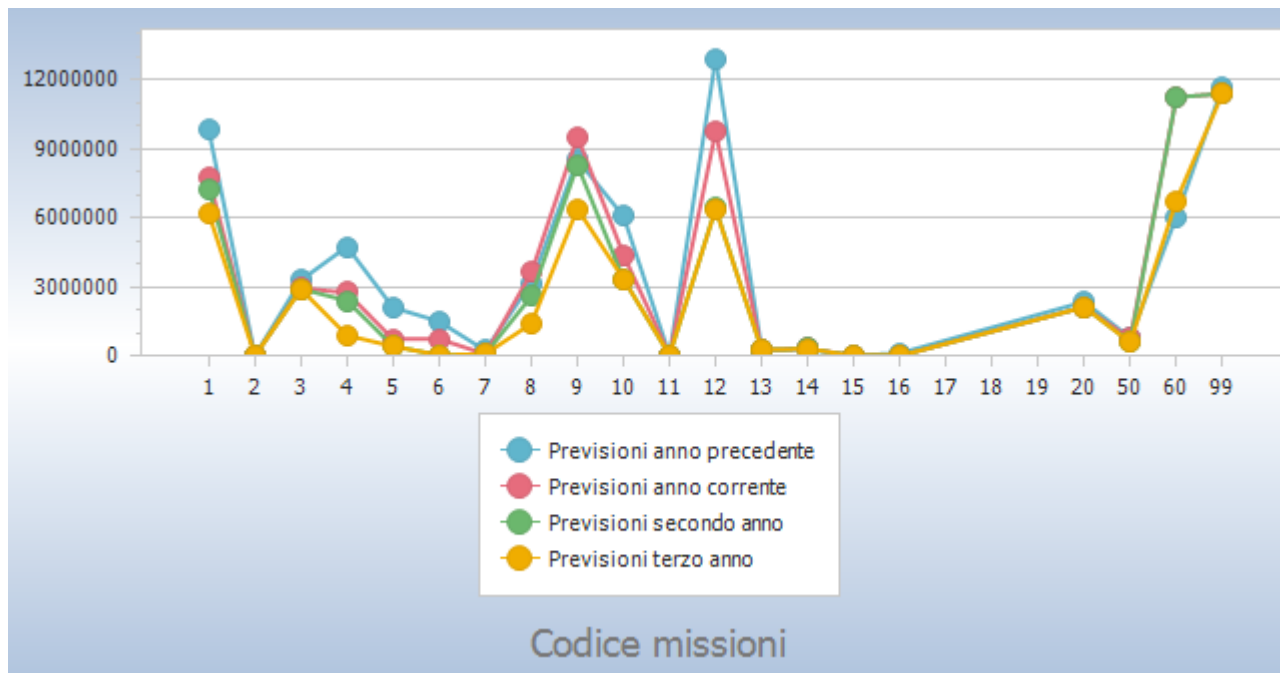 12000000
9000000
6000000
3000000
0
1 2 3 4 5 6 7 8 9 10 11 12 13 14 15 16 17 18 19 20 50 60 99
Previsioni anno precedente
Previsioni anno corrente
Previsioni secondo anno
Previsioni terzo anno
Codice missioni